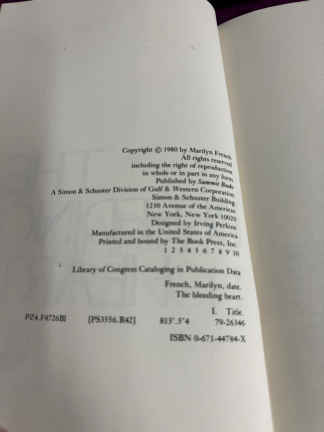 Copyright © 1980 by Marilyn French
All rights reserved
including the right of reproduction
in whole or in part in any form
Published by Summit Books
A Simon & Schuster Division of Gulf & Western Corporation
Simon & Schuster Building
1230 Avenue of the Americas
New York, New York 10020
Designed by Irving Perkins
Manufactured in the United States of America
Printed and bound by The Book Press, Inc.
1 2 3 4 5 6 7 8 9 10
Library of Congress Cataloging in Publication Data
French, Marilyn, date.
The bleeding heart.
I. Title.
PZ4.F8726Bl [PS3556.R42] 813'.5'4 79-26346
ISBN 0-671-44784-X